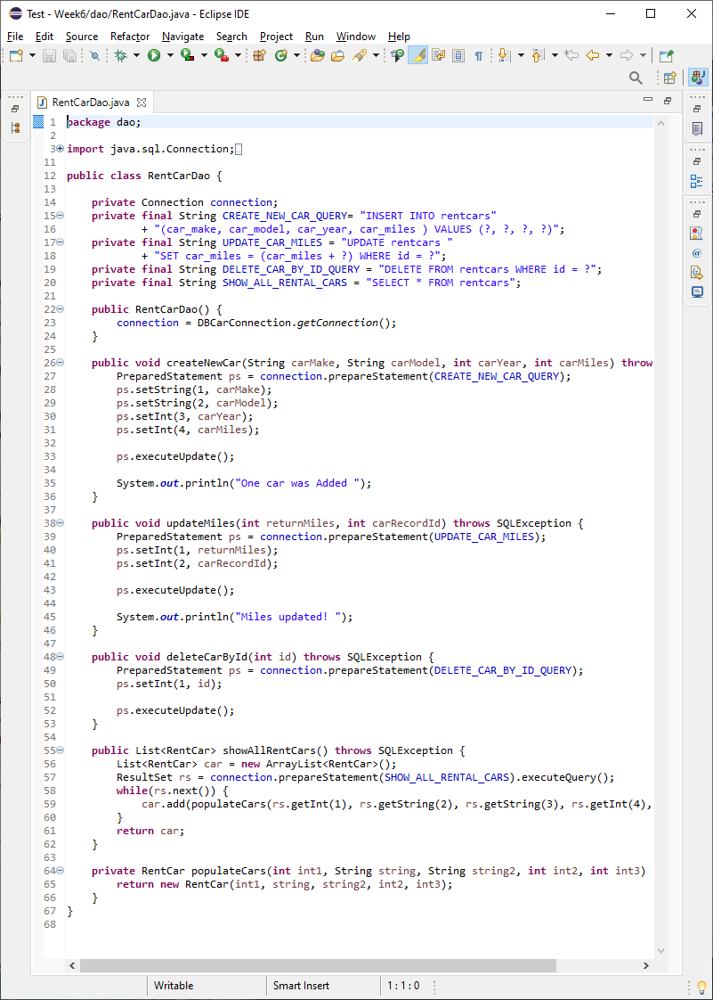 Test - Week6/dao/RentCarDao.java - Eclipse IDE
File Edit Source Refactor Navigate Search Project Run Window Help
RentCarDao.java
1 package dao;
2
3 import java.sql.Connection;
11
12 public class RentCarDao {
13
14 private Connection connection;
15 private final String CREATE_NEW_CAR_QUERY= "INSERT INTO rentcars"
16 + "(car_make, car_model, car_year, car_miles ) VALUES (?, ?, ?, ?)";
17 private final String UPDATE_CAR_MILES = "UPDATE rentcars "
18 + "SET car_miles = (car_miles + ?) WHERE id = ?";
19 private final String DELETE_CAR_BY_ID_QUERY = "DELETE FROM rentcars WHERE id = ?";
20 private final String SHOW_ALL_RENTAL_CARS = "SELECT * FROM rentcars";
21
22 public RentCarDao() {
23 connection = DBCarConnection.getConnection();
24 }
25
26 public void createNewCar(String carMake, String carModel, int carYear, int carMiles) throw
27 PreparedStatement ps = connection.prepareStatement(CREATE_NEW_CAR_QUERY);
28 ps.setString(1, carMake);
29 ps.setString(2, carModel);
30 ps.setInt(3, carYear);
31 ps.setInt(4, carMiles);
32
33 ps.executeUpdate();
34
35 System.out.println("One car was Added ");
36 }
37
38 public void updateMiles(int returnMiles, int carRecordId) throws SQLException {
39 PreparedStatement ps = connection.prepareStatement(UPDATE_CAR_MILES);
40 ps.setInt(1, returnMiles);
41 ps.setInt(2, carRecordId);
42
43 ps.executeUpdate();
44
45 System.out.println("Miles updated! ");
46 }
47
48 public void deleteCarById(int id) throws SQLException {
49 PreparedStatement ps = connection.prepareStatement(DELETE_CAR_BY_ID_QUERY);
50 ps.setInt(1, id);
51
52 ps.executeUpdate();
53 }
54
55 public List<RentCar> showAllRentCars() throws SQLException {
56 List<RentCar> car = new ArrayList<RentCar>();
57 ResultSet rs = connection.prepareStatement(SHOW_ALL_RENTAL_CARS).executeQuery();
58 while(rs.next()) {
59 car.add(populateCars(rs.getInt(1), rs.getString(2), rs.getString(3), rs.getInt(4),
60 }
61 return car;
62 }
63
64 private RentCar populateCars(int int1, String string, String string2, int int2, int int3)
65 return new RentCar(int1, string, string2, int2, int3);
66 }
67 }
68
Writable Smart Insert 1 : 1 : 0